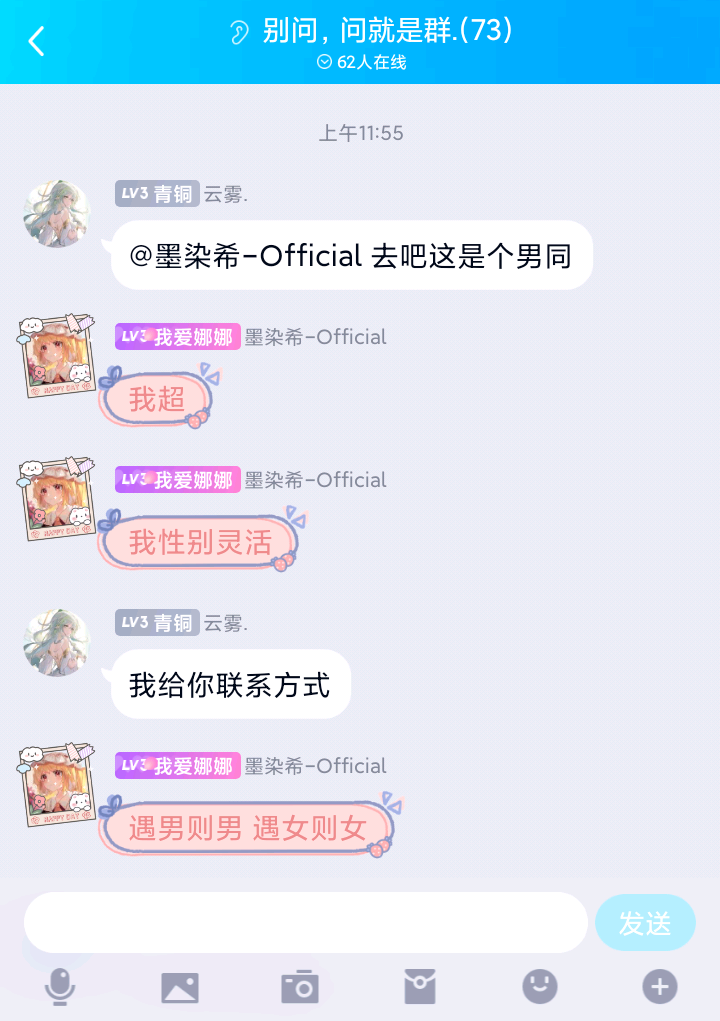 别问，问就是群.(73)
62人在线
上午11:55
LV3 青铜 云雾.
@墨染希-Official 去吧这是个男同
LV3 我爱娜娜 墨染希-Official
我超
LV3 我爱娜娜 墨染希-Official
我性别灵活
LV3 青铜 云雾.
我给你联系方式
LV3 我爱娜娜 墨染希-Official
遇男则男 遇女则女
发送